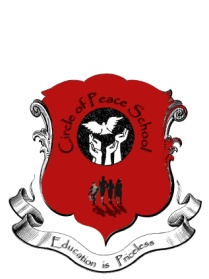 Circle of Peace School
Education is Priceless